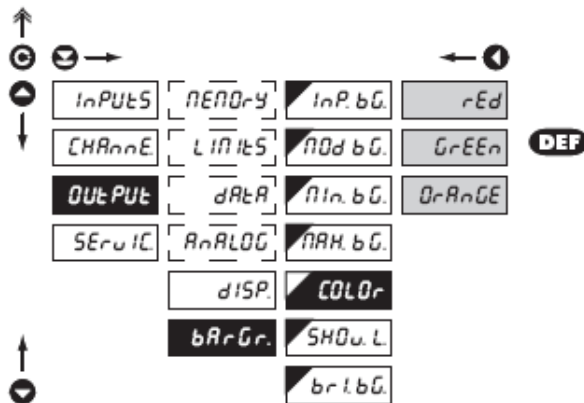 C
InPUtS MEMOrY InP. bG. rEd
CHAnnE. LIMItS MOd bG. GrEEn DEF
OUtPUt dAtA MIn. bG. OrAnGE
SErvIC. AnALOG MAX. bG.
dISP. COLOr
bArGr. SHOw. L.
brI. bG.